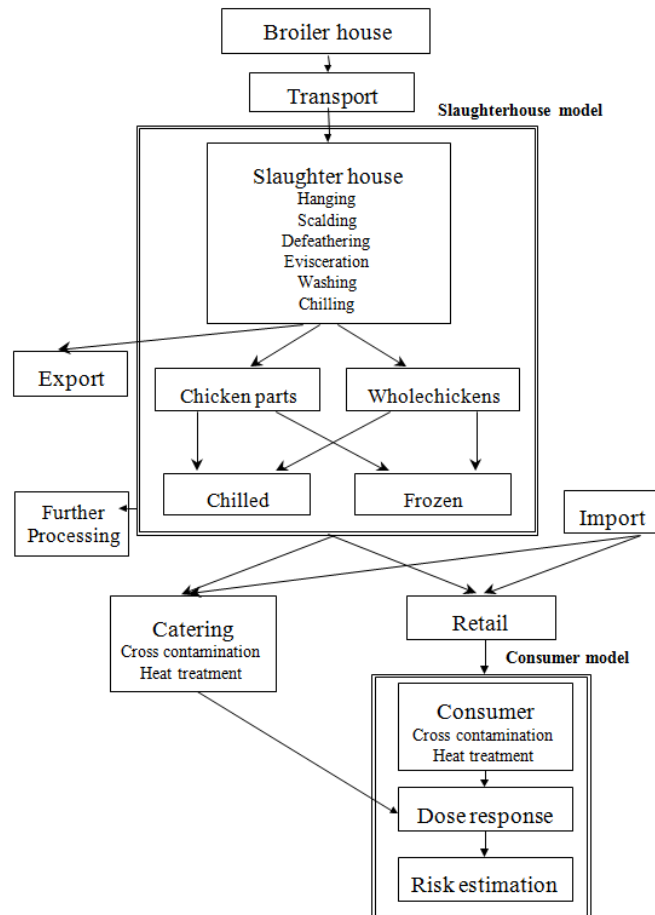 Broiler house
Transport
Slaughterhouse model
Slaughter house
Hanging
Scalding
Defeathering
Evisceration
Washing
Chilling
Export
Chicken parts
Wholechickens
Chilled
Frozen
Further
Processing
Import
Catering
Cross contamination
Heat treatment
Retail
Consumer model
Consumer
Cross contamination
Heat treatment
Dose response
Risk estimation